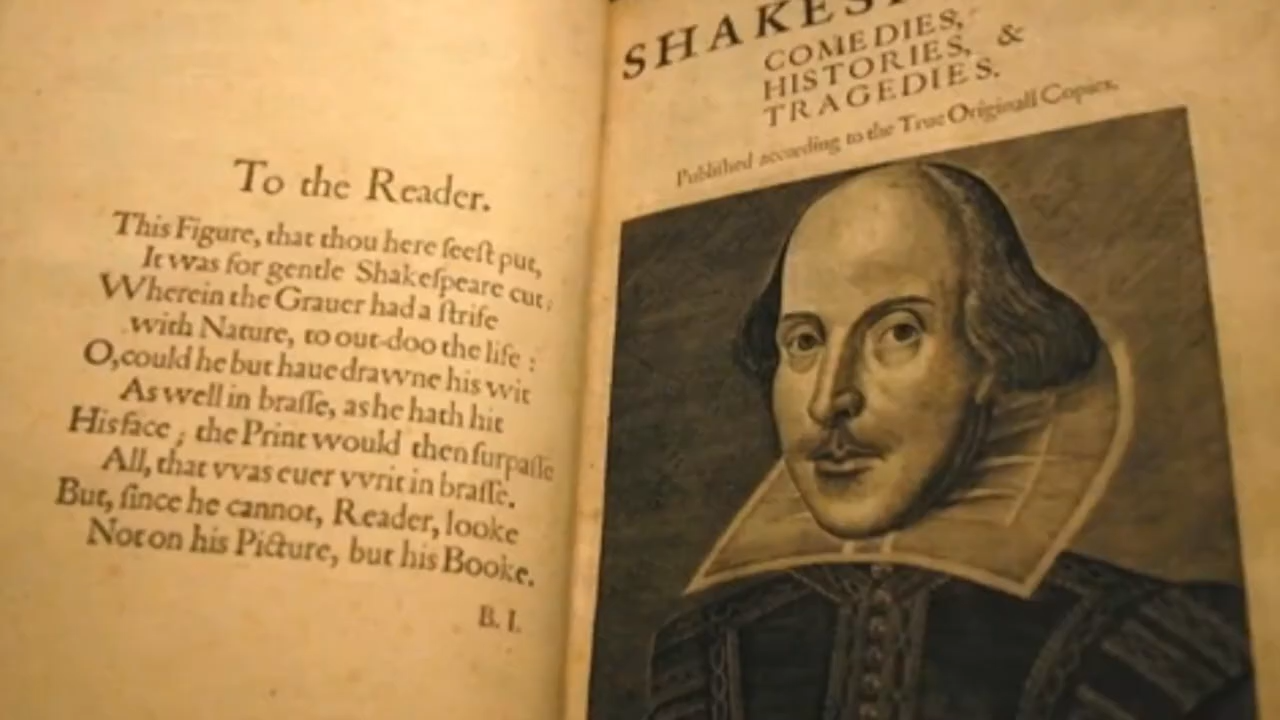 To the Reader.
This Figure, that thou here ſeeſt put,
It was for gentle Shakeſpeare cut;
Wherein the Grauer had a ſtrife
with Nature, to out-doo the life :
O, could he but haue dravvne his vvit
As well in braſſe, as he hath hit
His face ; the Print would then ſurpaſſe
All, that vvas euer vvrit in braſſe.
But, ſince he cannot, Reader, looke
Not on his Picture, but his Booke.
B. I.
SHAKES
COMEDIES,
HISTORIES, &
TRAGEDIES.
Publiſhed according to the True Originall Copies.